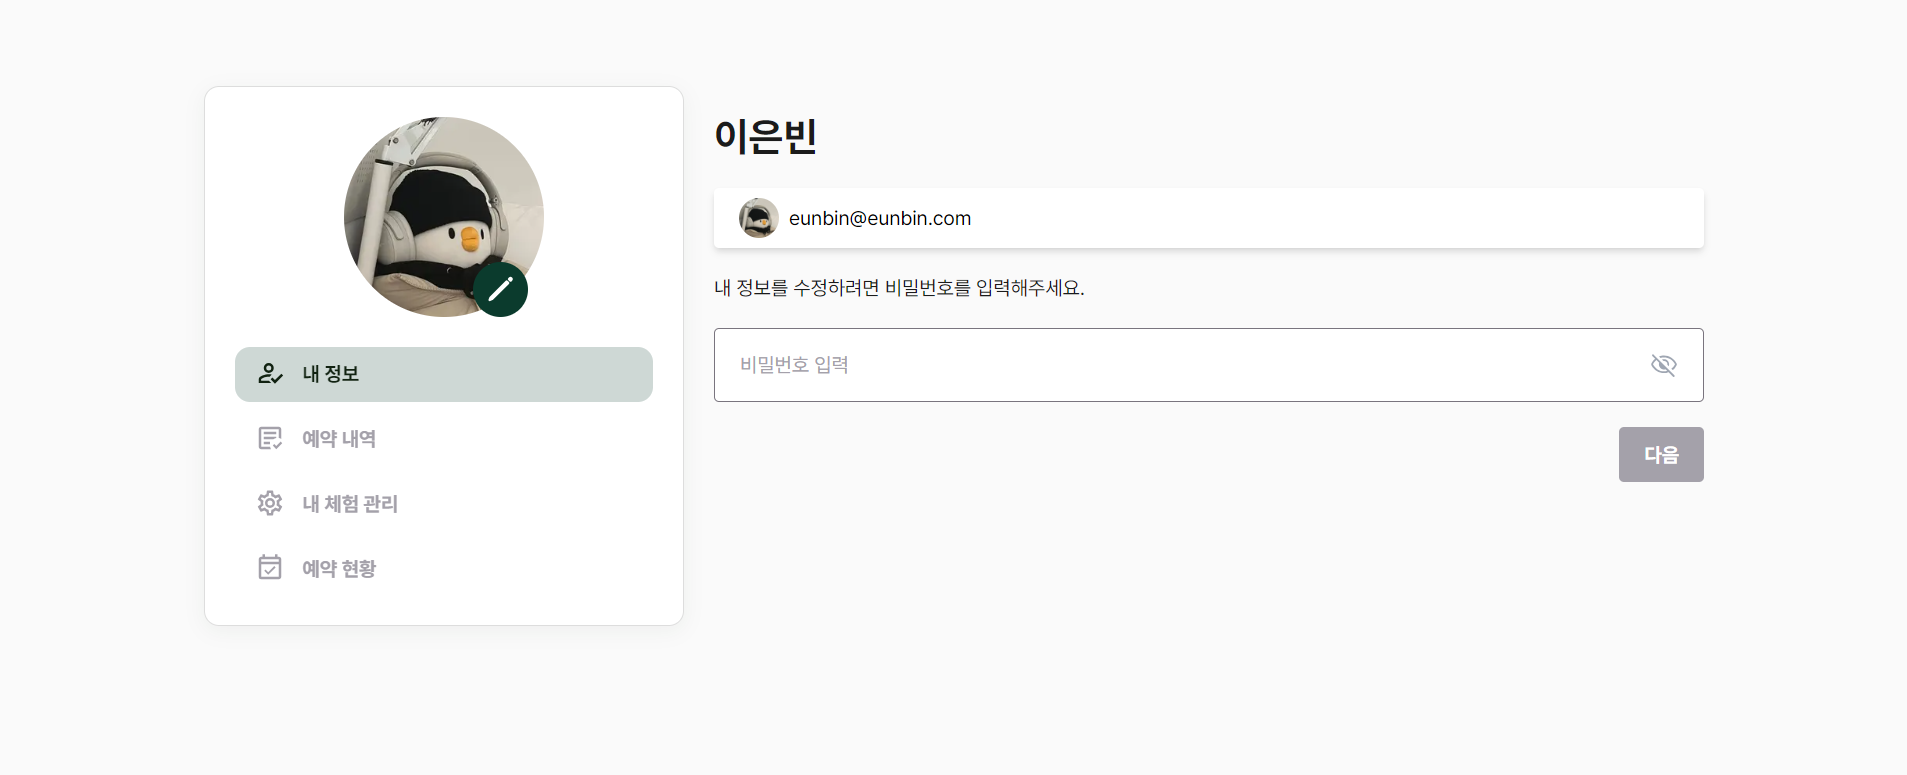 내 정보
예약 내역
내 체험 관리
예약 현황
이은빈
eunbin@eunbin.com
내 정보를 수정하려면 비밀번호를 입력해주세요.
비밀번호 입력
다음